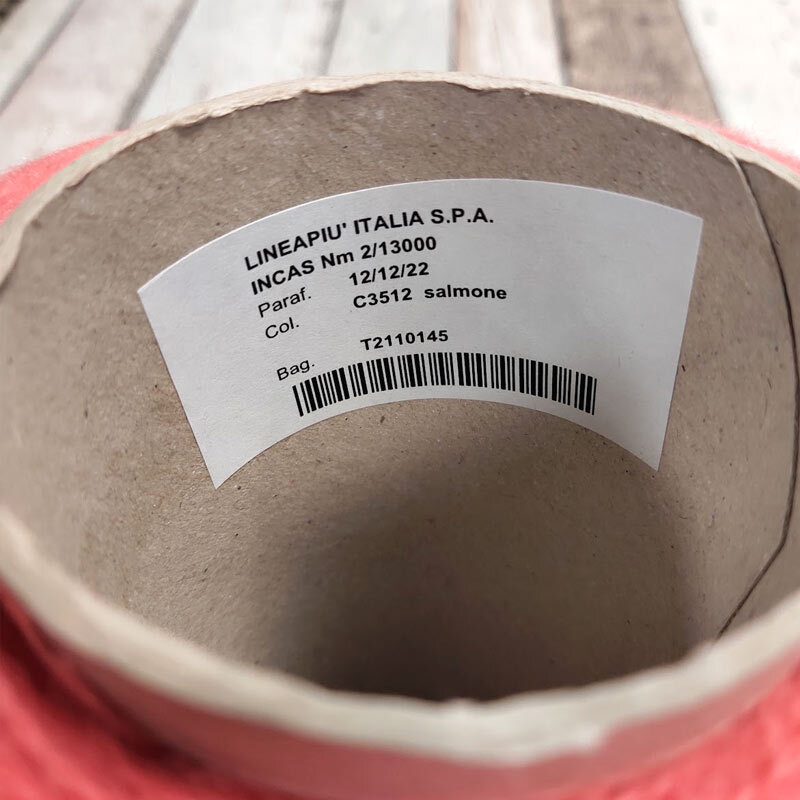 LINEAPIU' ITALIA S.P.A.
INCAS Nm 2/13000
Paraf. 12/12/22
Col. C3512 salmone
Bag. T2110145